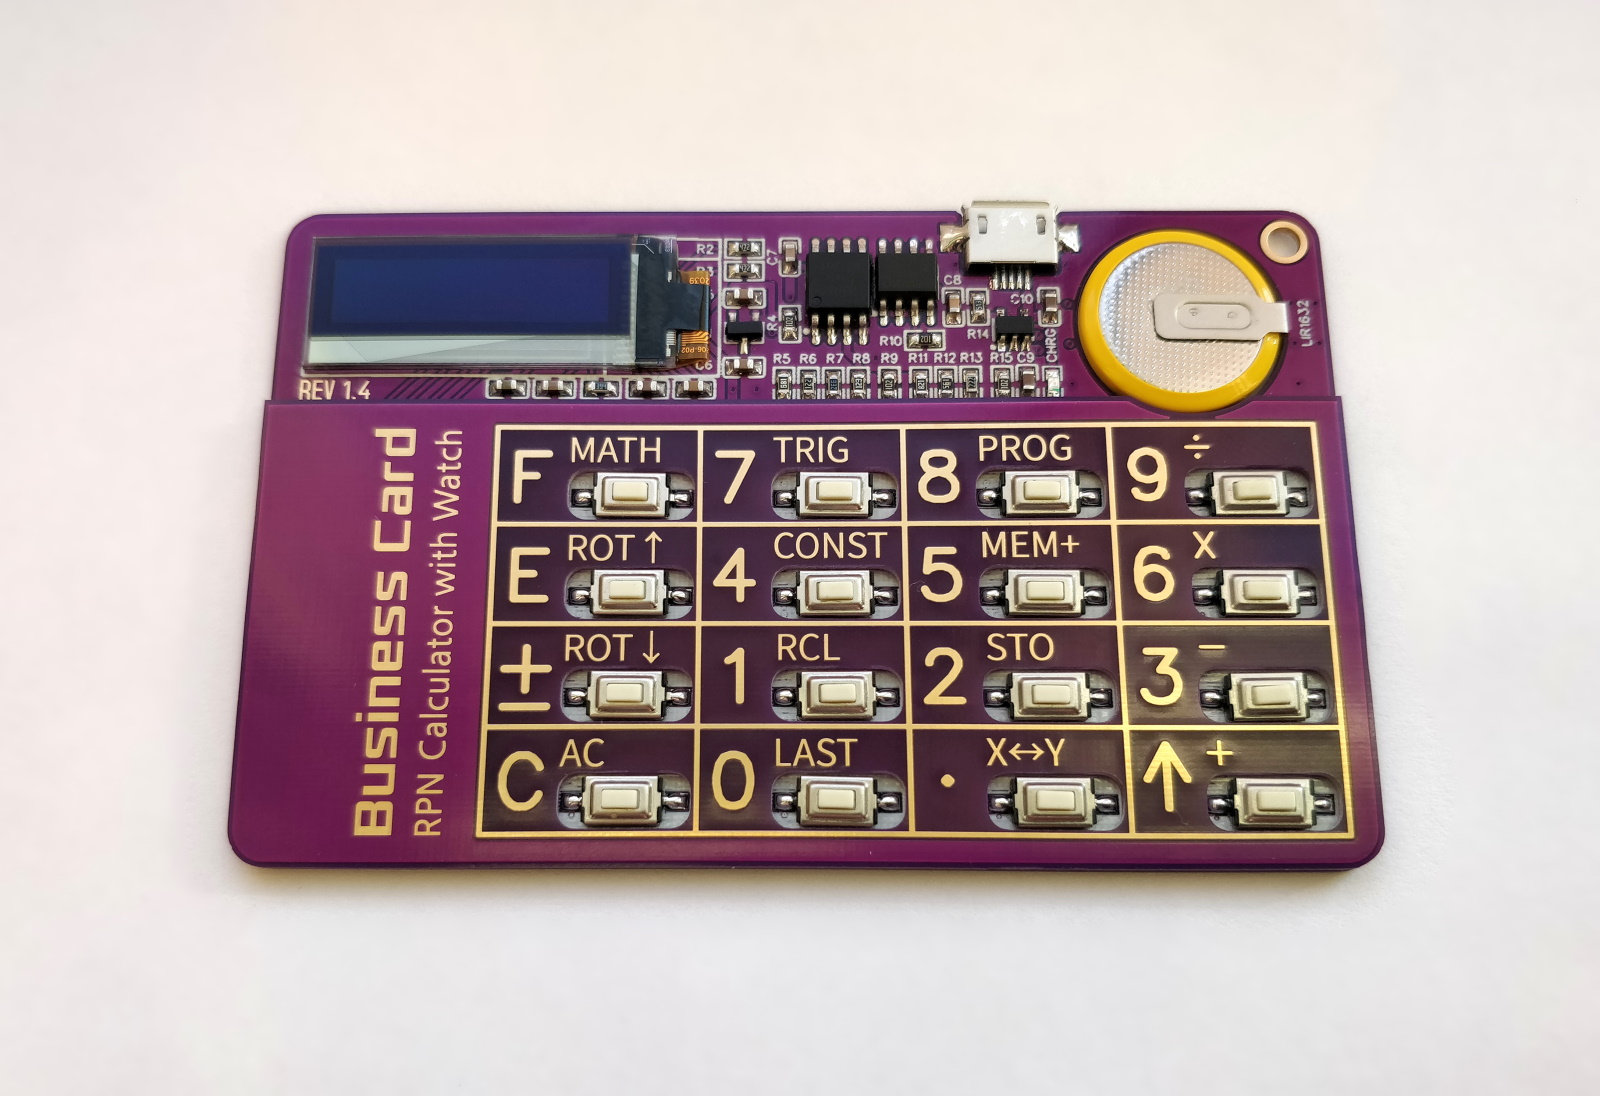 R2
C7
2039
R4
C8
C10
R14
R10
CHRG
LIR1632
C6
R5 R6 R7 R8 R9 R11 R12 R13 R15 C9
REV 1.4
Business Card
RPN Calculator with Watch
F MATH 7 TRIG 8 PROG 9 ÷
E ROT↑ 4 CONST 5 MEM+ 6 X
± ROT↓ 1 RCL 2 STO 3 −
C AC 0 LAST . X↔Y ↑ +